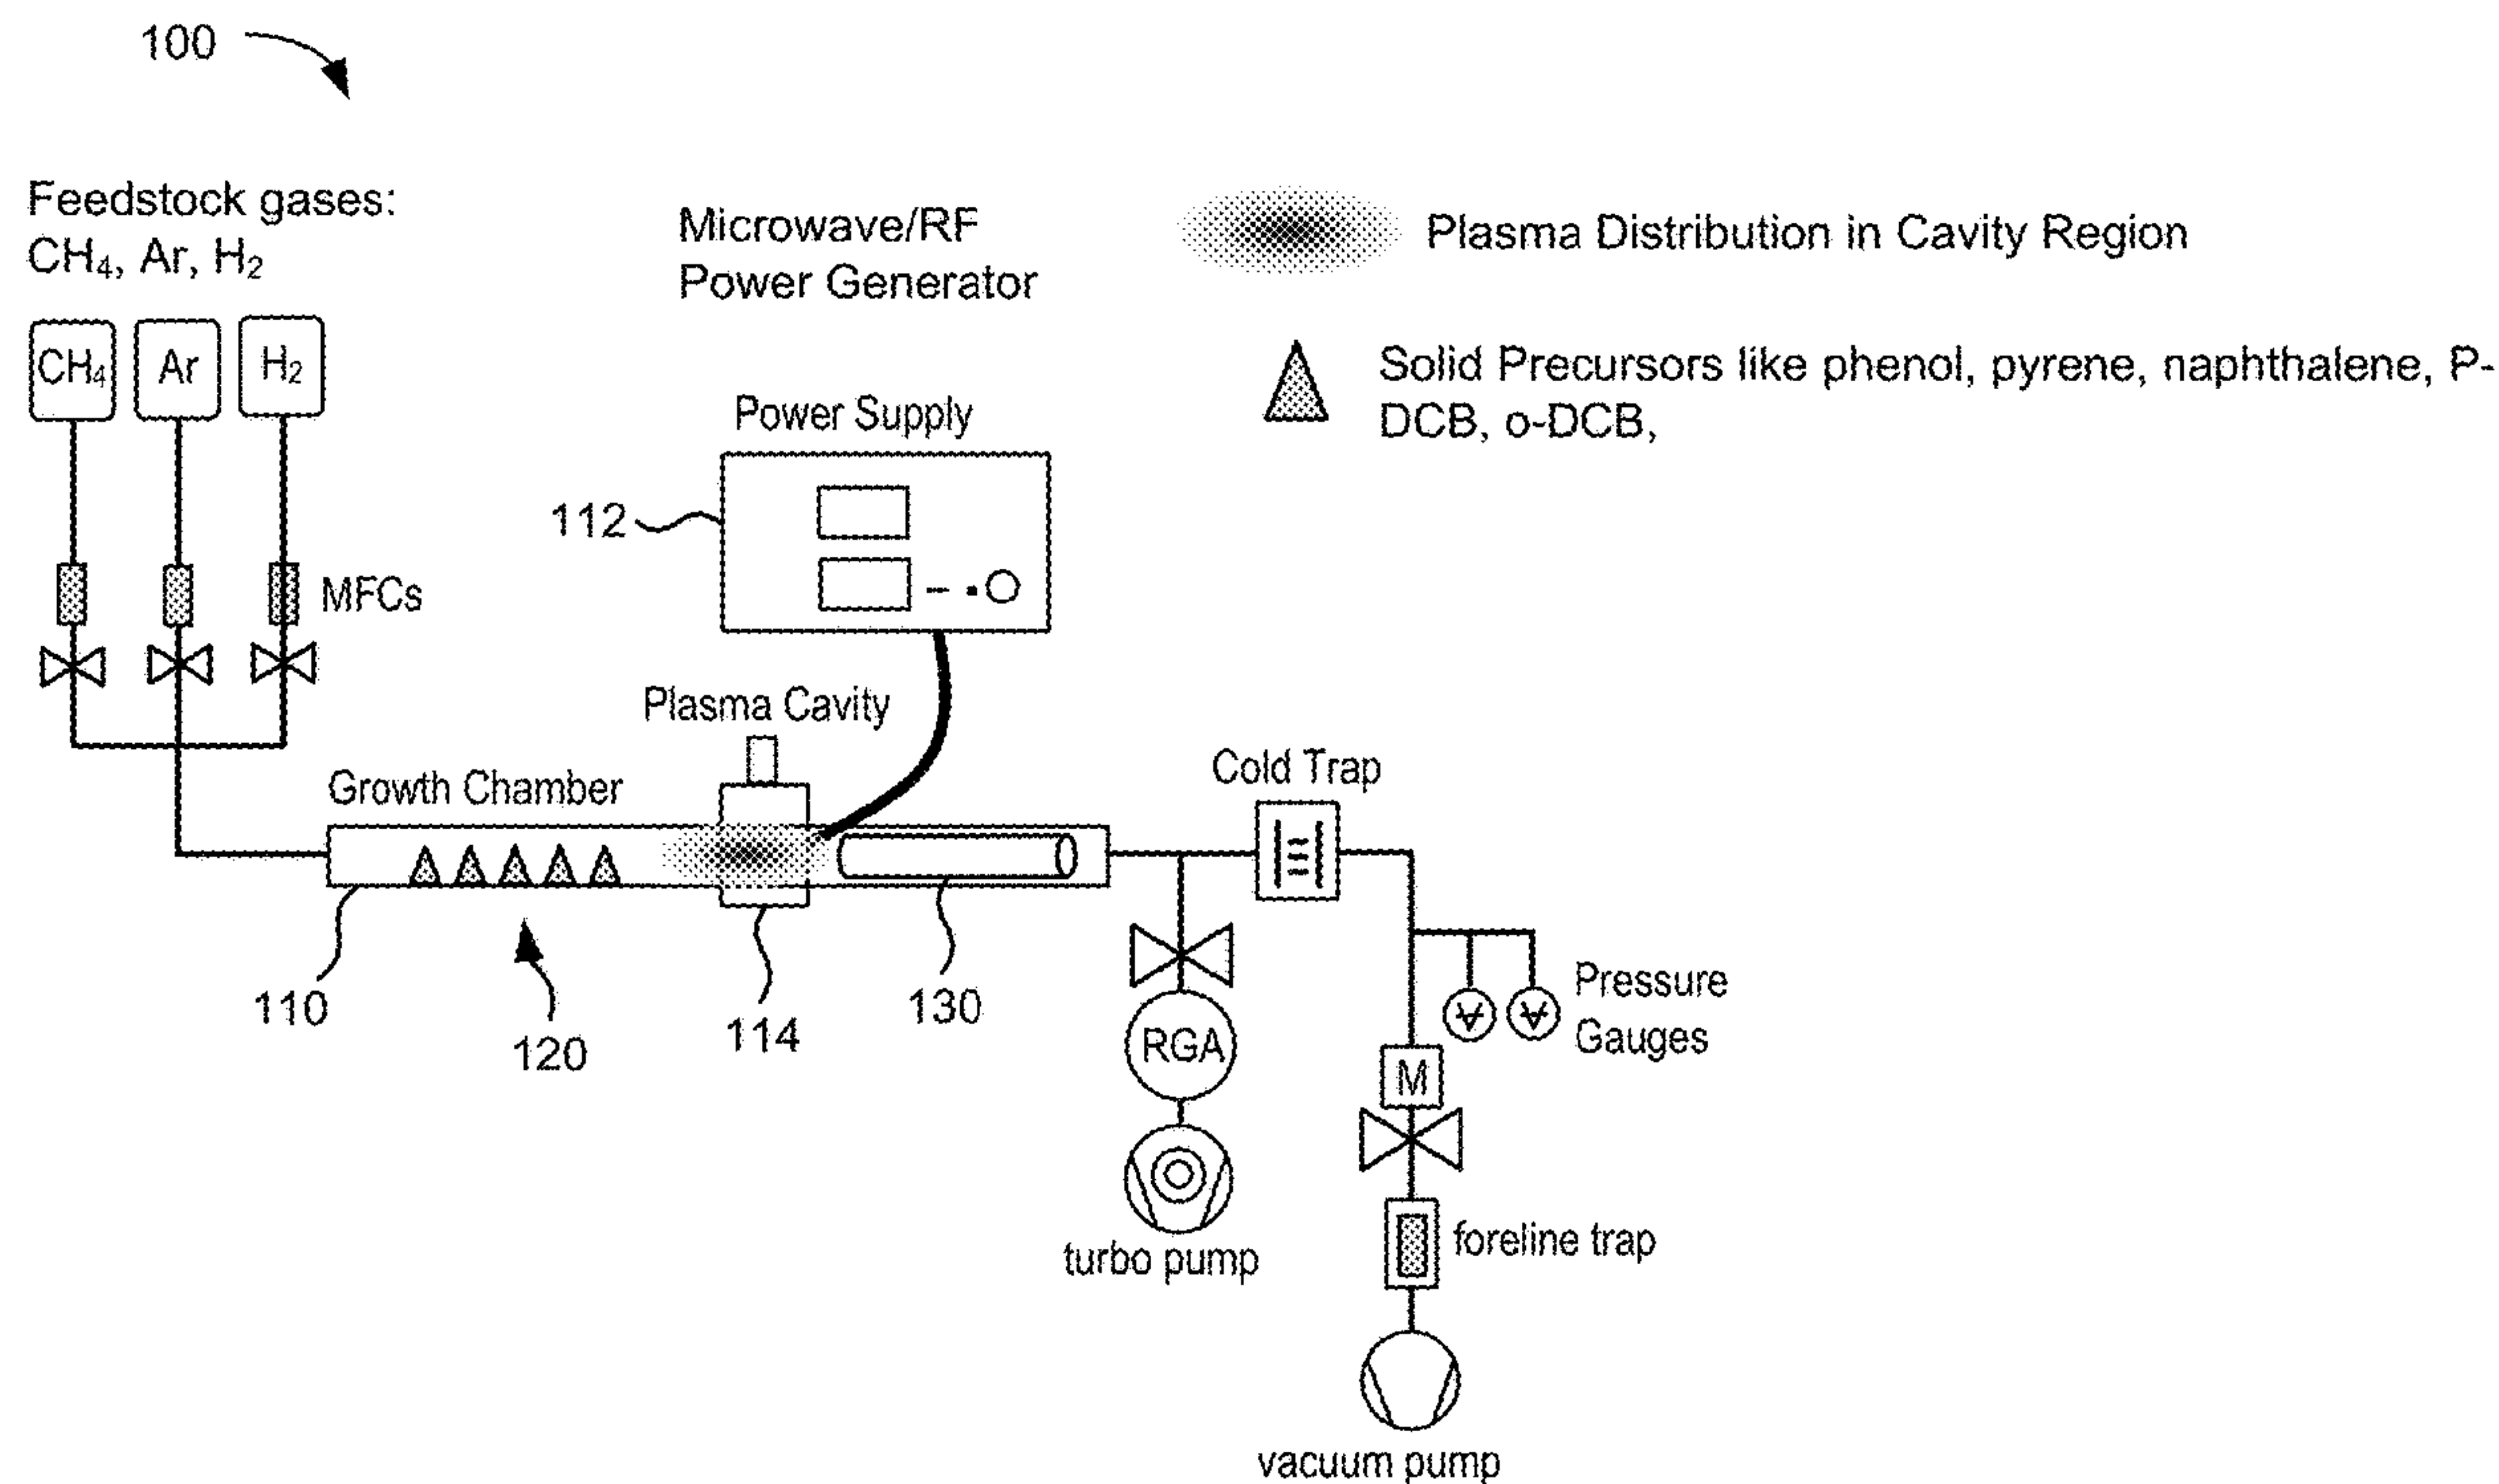 100
Feedstock gases:
CH₄, Ar, H₂
Microwave/RF
Power Generator
Plasma Distribution in Cavity Region
CH₄
Ar
H₂
Solid Precursors like phenol, pyrene, naphthalene, P-
DCB, o-DCB,
Power Supply
112
MFCs
Plasma Cavity
Growth Chamber
Cold Trap
110
120
114
130
Pressure
Gauges
RGA
M
turbo pump
foreline trap
vacuum pump